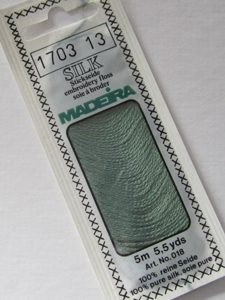 1703 13
SILK
Stickseide
embroidery floss
soie à broder
MADEIRA
5m 5,5yds
Art. No. 018
100% reine Seide
100% pure silk, soie pure